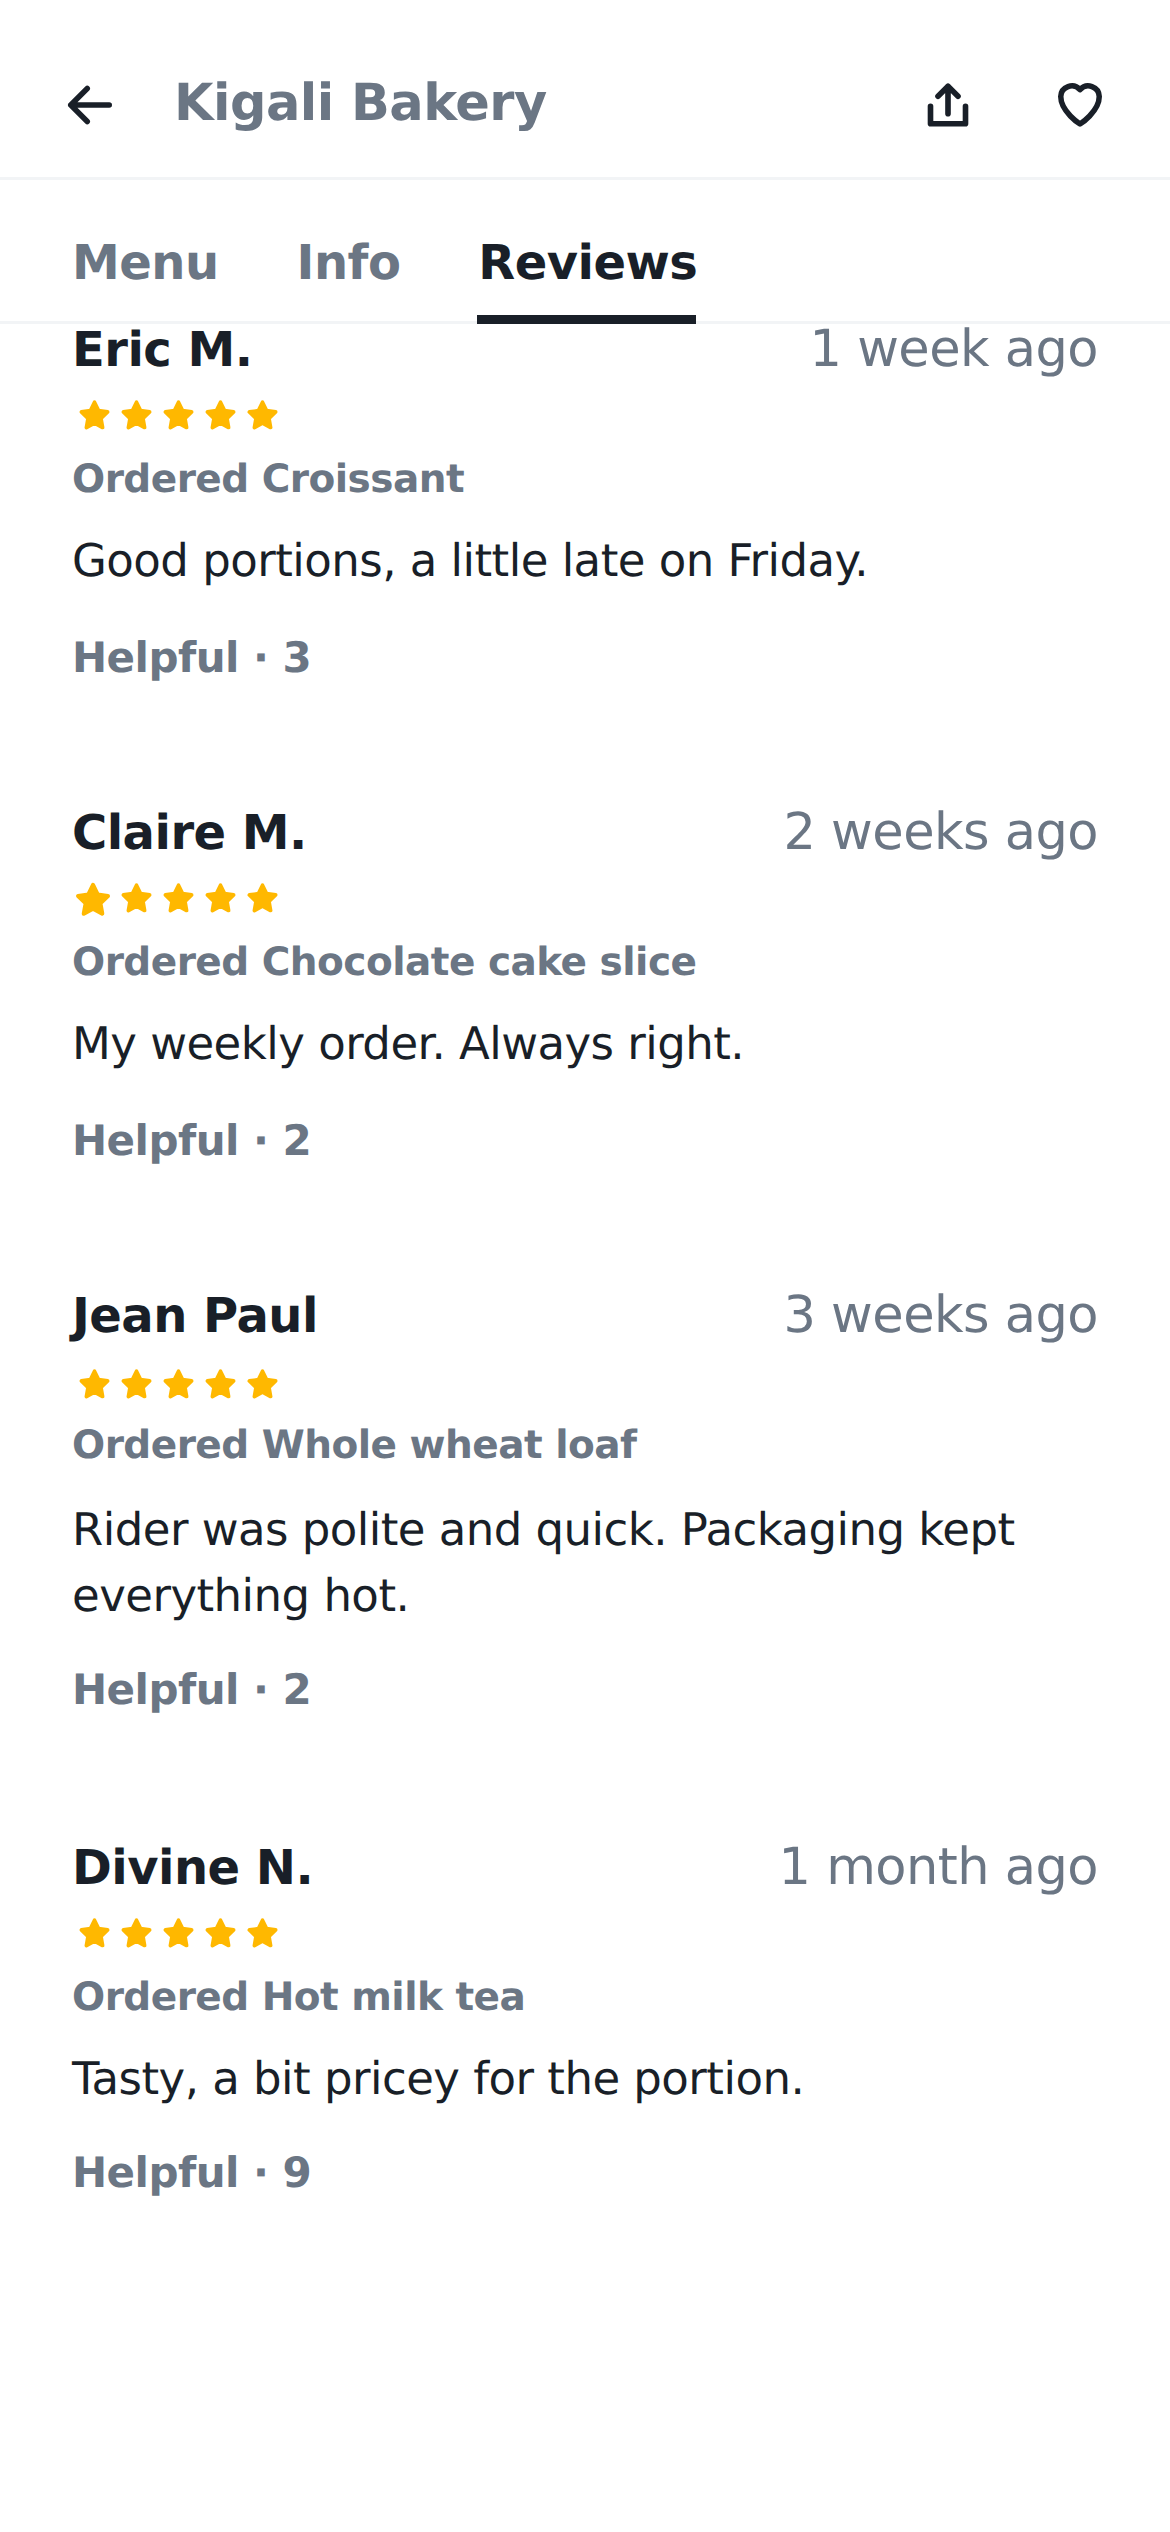 Kigali Bakery
Menu Info Reviews
Eric M. 1 week ago
Ordered Croissant
Good portions, a little late on Friday.
Helpful · 3
Claire M. 2 weeks ago
Ordered Chocolate cake slice
My weekly order. Always right.
Helpful · 2
Jean Paul 3 weeks ago
Ordered Whole wheat loaf
Rider was polite and quick. Packaging kept
everything hot.
Helpful · 2
Divine N. 1 month ago
Ordered Hot milk tea
Tasty, a bit pricey for the portion.
Helpful · 9